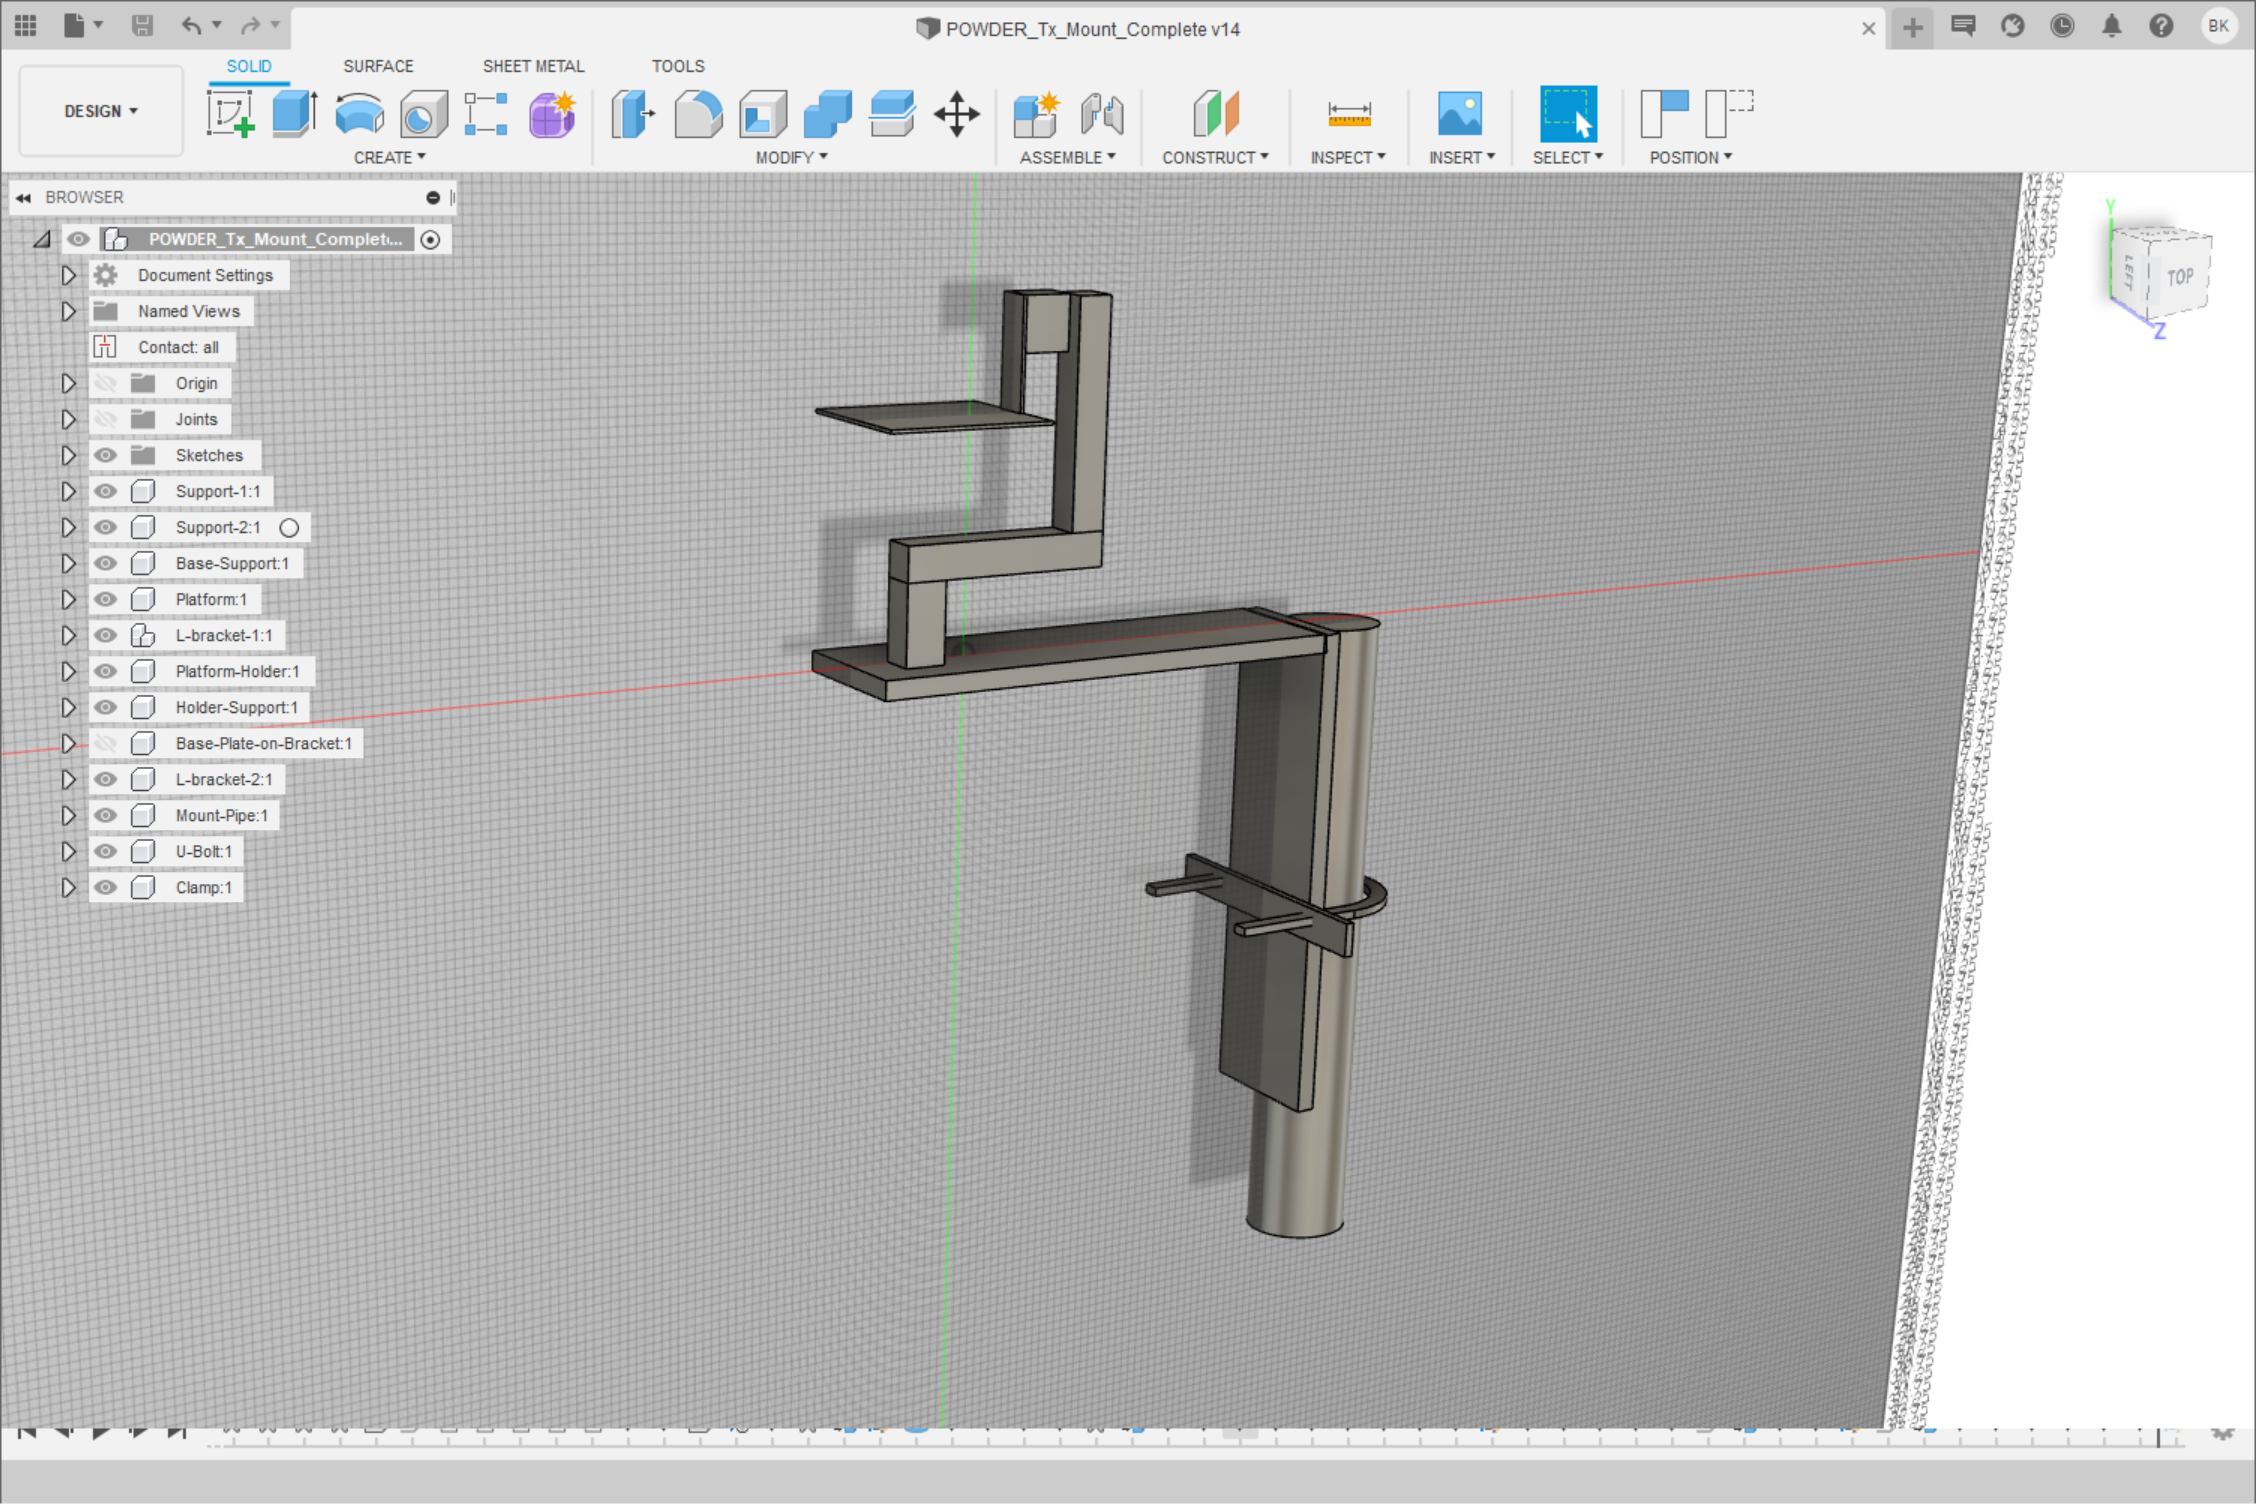 POWDER_Tx_Mount_Complete v14
BK
DESIGN
SOLID
SURFACE
SHEET METAL
TOOLS
CREATE
MODIFY
ASSEMBLE
CONSTRUCT
INSPECT
INSERT
SELECT
POSITION
BROWSER
POWDER_Tx_Mount_Complet...
Document Settings
Named Views
Contact: all
Origin
Joints
Sketches
Support-1:1
Support-2:1
Base-Support:1
Platform:1
L-bracket-1:1
Platform-Holder:1
Holder-Support:1
Base-Plate-on-Bracket:1
L-bracket-2:1
Mount-Pipe:1
U-Bolt:1
Clamp:1
Y
LEFT
TOP
Z